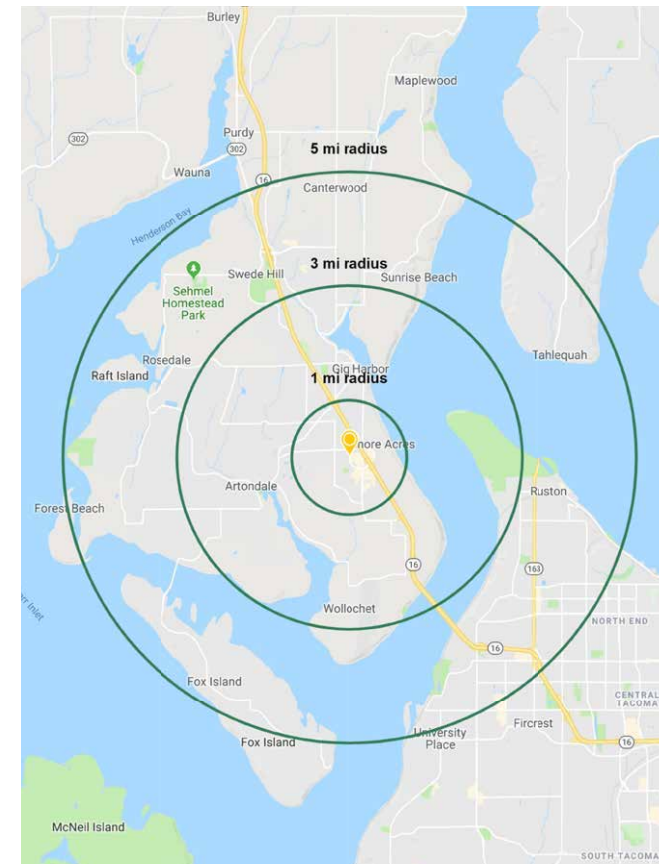 Burley
Maplewood
302
Purdy
302
5 mi radius
Wauna
16
Canterwood
Henderson Bay
3 mi radius
Swede Hill
Sunrise Beach
Sehmel
Homestead
Park
Tahlequah
Rosedale
Gig Harbor
Raft Island
1 mi radius
more Acres
Artondale
Ruston
Forest Beach
16
163
Wollochet
NORTH END
16
Fox Island
CENTRAL
TACOMA
Fircrest
University
Place
Fox Island
16
McNeil Island
SOUTH TACOMA